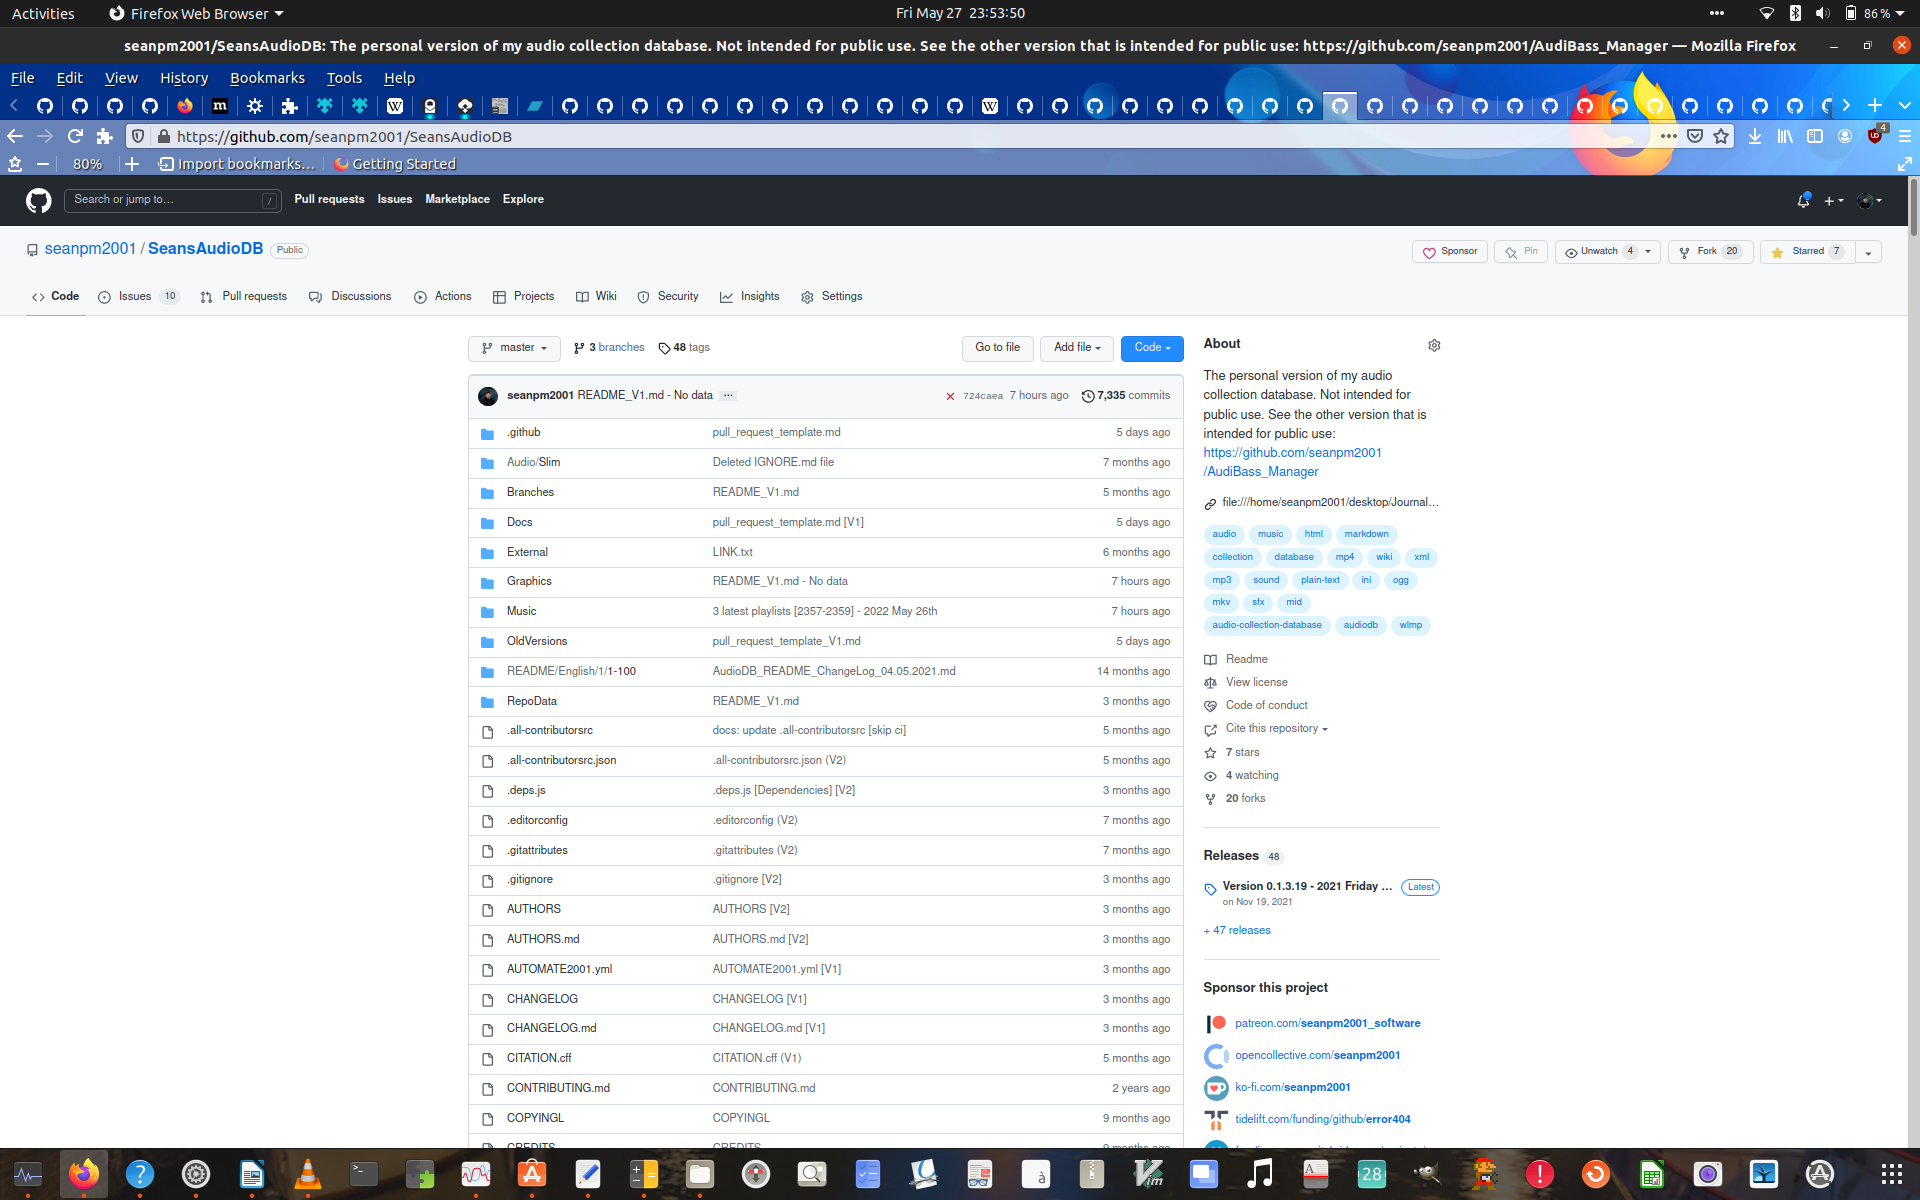 Activities
Firefox Web Browser
Fri May 27 23:53:50
86 %
seanpm2001/SeansAudioDB: The personal version of my audio collection database. Not intended for public use. See the other version that is intended for public use: https://github.com/seanpm2001/AudiBass_Manager — Mozilla Firefox
File Edit View History Bookmarks Tools Help
https://github.com/seanpm2001/SeansAudioDB
4
80% Import bookmarks... Getting Started
Search or jump to...
/
Pull requests Issues Marketplace Explore
seanpm2001 / SeansAudioDB Public
Sponsor Pin Unwatch 4 Fork 20 Starred 7
Code Issues 10 Pull requests Discussions Actions Projects Wiki Security Insights Settings
master 3 branches 48 tags Go to file Add file Code
seanpm2001 README_V1.md - No data ... 724caea 7 hours ago 7,335 commits
.github pull_request_template.md 5 days ago
Audio/Slim Deleted IGNORE.md file 7 months ago
Branches README_V1.md 5 months ago
Docs pull_request_template.md [V1] 5 days ago
External LINK.txt 6 months ago
Graphics README_V1.md - No data 7 hours ago
Music 3 latest playlists [2357-2359] - 2022 May 26th 7 hours ago
OldVersions pull_request_template_V1.md 5 days ago
README/English/1/1-100 AudioDB_README_ChangeLog_04.05.2021.md 14 months ago
RepoData README_V1.md 3 months ago
.all-contributorsrc docs: update .all-contributorsrc [skip ci] 5 months ago
.all-contributorsrc.json .all-contributorsrc.json (V2) 5 months ago
.deps.js .deps.js [Dependencies] [V2] 3 months ago
.editorconfig .editorconfig (V2) 7 months ago
.gitattributes .gitattributes (V2) 7 months ago
.gitignore .gitignore [V2] 3 months ago
AUTHORS AUTHORS [V2] 3 months ago
AUTHORS.md AUTHORS.md [V2] 3 months ago
AUTOMATE2001.yml AUTOMATE2001.yml [V1] 3 months ago
CHANGELOG CHANGELOG [V1] 3 months ago
CHANGELOG.md CHANGELOG.md [V1] 3 months ago
CITATION.cff CITATION.cff (V1) 5 months ago
CONTRIBUTING.md CONTRIBUTING.md 2 years ago
COPYINGL COPYINGL 9 months ago
CREDITS CREDITS 9 months ago
About
The personal version of my audio
collection database. Not intended for
public use. See the other version that is
intended for public use:
https://github.com/seanpm2001
/AudiBass_Manager
file:///home/seanpm2001/desktop/Journal...
audio music html markdown
collection database mp4 wiki xml
mp3 sound plain-text ini ogg
mkv sfx mid
audio-collection-database audiodb wlmp
Readme
View license
Code of conduct
Cite this repository
7 stars
4 watching
20 forks
Releases 48
Version 0.1.3.19 - 2021 Friday ... Latest
on Nov 19, 2021
+ 47 releases
Sponsor this project
patreon.com/seanpm2001_software
opencollective.com/seanpm2001
ko-fi.com/seanpm2001
tidelift.com/funding/github/error404
28